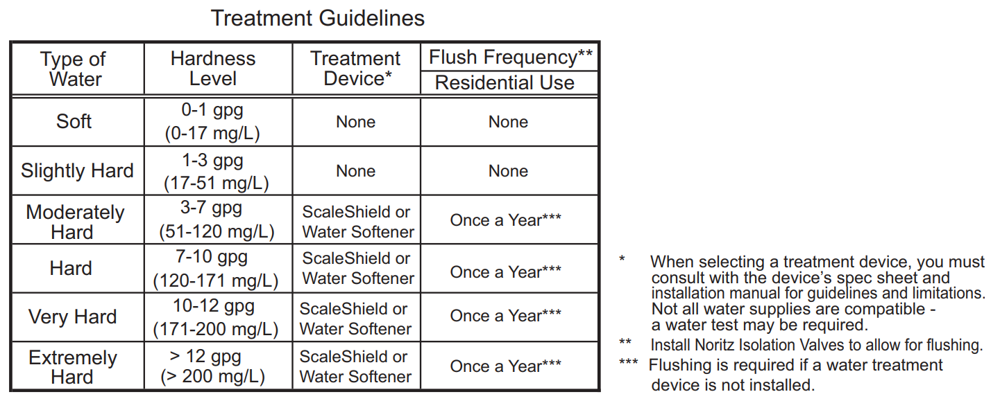 Treatment Guidelines
Type of
Water
Hardness
Level
Treatment
Device*
Flush Frequency**
Residential Use
Soft
0-1 gpg
(0-17 mg/L)
None
None
Slightly Hard
1-3 gpg
(17-51 mg/L)
None
None
Moderately
Hard
3-7 gpg
(51-120 mg/L)
ScaleShield or
Water Softener
Once a Year***
Hard
7-10 gpg
(120-171 mg/L)
ScaleShield or
Water Softener
Once a Year***
Very Hard
10-12 gpg
(171-200 mg/L)
ScaleShield or
Water Softener
Once a Year***
Extremely
Hard
> 12 gpg
(> 200 mg/L)
ScaleShield or
Water Softener
Once a Year***
* When selecting a treatment device, you must
consult with the device's spec sheet and
installation manual for guidelines and limitations.
Not all water supplies are compatible -
a water test may be required.
** Install Noritz Isolation Valves to allow for flushing.
*** Flushing is required if a water treatment
device is not installed.